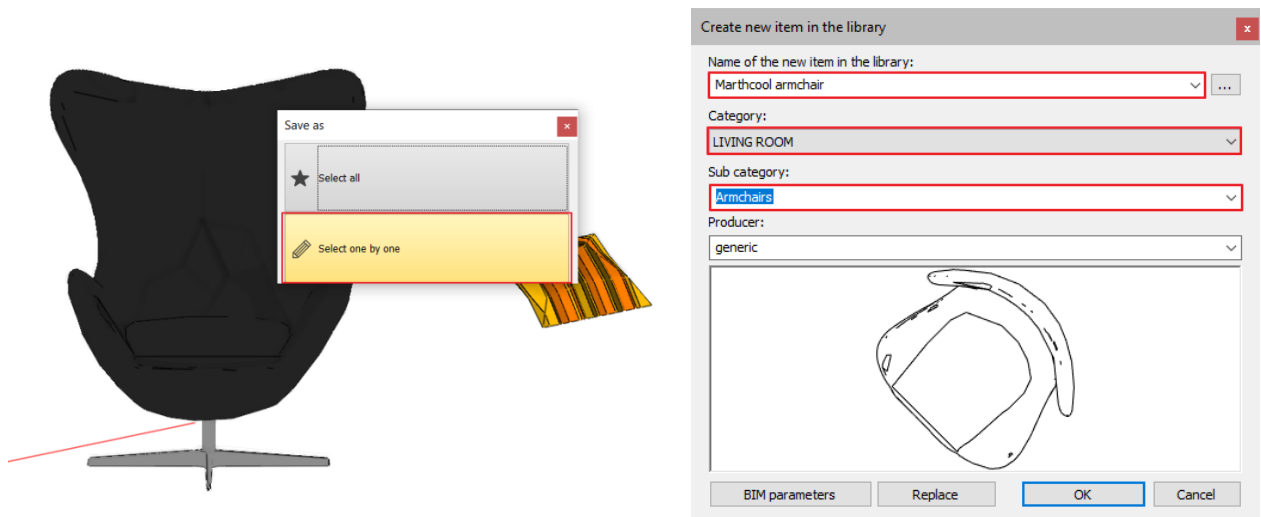 Save as
Select all
Select one by one
Create new item in the library
Name of the new item in the library:
Marthcool armchair
...
Category:
LIVING ROOM
Sub category:
Armchairs
Producer:
generic
BIM parameters
Replace
OK
Cancel